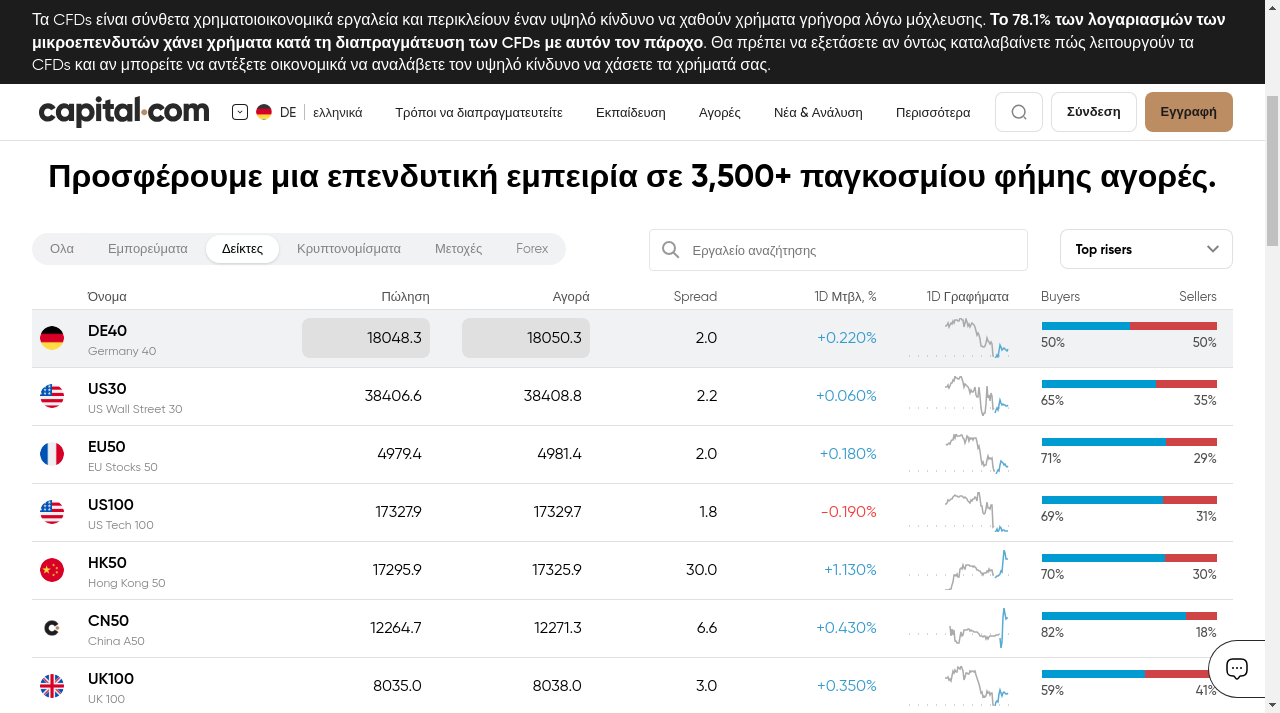 Τα CFDs είναι σύνθετα χρηματοοικονομικά εργαλεία και περικλείουν έναν υψηλό κίνδυνο να χαθούν χρήματα γρήγορα λόγω μόχλευσης. Το 78.1% των λογαριασμών των
μικροεπενδυτών χάνει χρήματα κατά τη διαπραγμάτευση των CFDs με αυτόν τον πάροχο. Θα πρέπει να εξετάσετε αν όντως καταλαβαίνετε πώς λειτουργούν τα
CFDs και αν μπορείτε να αντέξετε οικονομικά να αναλάβετε τον υψηλό κίνδυνο να χάσετε τα χρήματά σας.
capital.com DE ελληνικά Τρόποι να διαπραγματευτείτε Εκπαίδευση Αγορές Νέα & Ανάλυση Περισσότερα Σύνδεση Εγγραφή
Προσφέρουμε μια επενδυτική εμπειρία σε 3,500+ παγκοσμίου φήμης αγορές.
Ολα Εμπορεύματα Δείκτες Κρυπτονομίσματα Μετοχές Forex Εργαλείο αναζήτησης Top risers
Όνομα Πώληση Αγορά Spread 1D Μτβλ, % 1D Γραφήματα Buyers Sellers
DE40 18048.3 18050.3 2.0 +0.220%
Germany 40 50% 50%
US30 38406.6 38408.8 2.2 +0.060%
US Wall Street 30 65% 35%
EU50 4979.4 4981.4 2.0 +0.180%
EU Stocks 50 71% 29%
US100 17327.9 17329.7 1.8 -0.190%
US Tech 100 69% 31%
HK50 17295.9 17325.9 30.0 +1.130%
Hong Kong 50 70% 30%
CN50 12264.7 12271.3 6.6 +0.430%
China A50 82% 18%
UK100 8035.0 8038.0 3.0 +0.350%
UK 100 59% 41%